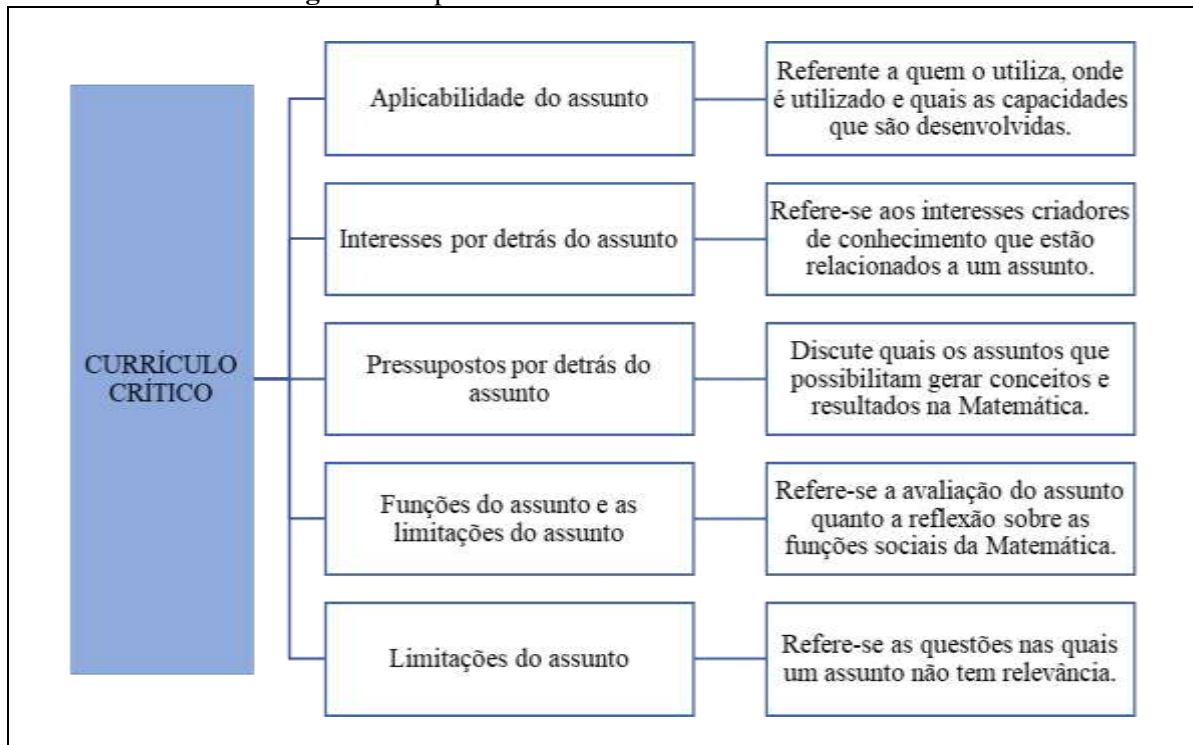 Aplicabilidade do assunto
Referente a quem o utiliza, onde
é utilizado e quais as capacidades
que são desenvolvidas.
Interesses por detrás do assunto
Refere-se aos interesses criadores
de conhecimento que estão
relacionados a um assunto.
CURRÍCULO
CRÍTICO
Pressupostos por detrás do
assunto
Discute quais os assuntos que
possibilitam gerar conceitos e
resultados na Matemática.
Funções do assunto e as
limitações do assunto
Refere-se a avaliação do assunto
quanto a reflexão sobre as
funções sociais da Matemática.
Limitações do assunto
Refere-se as questões nas quais
um assunto não tem relevância.